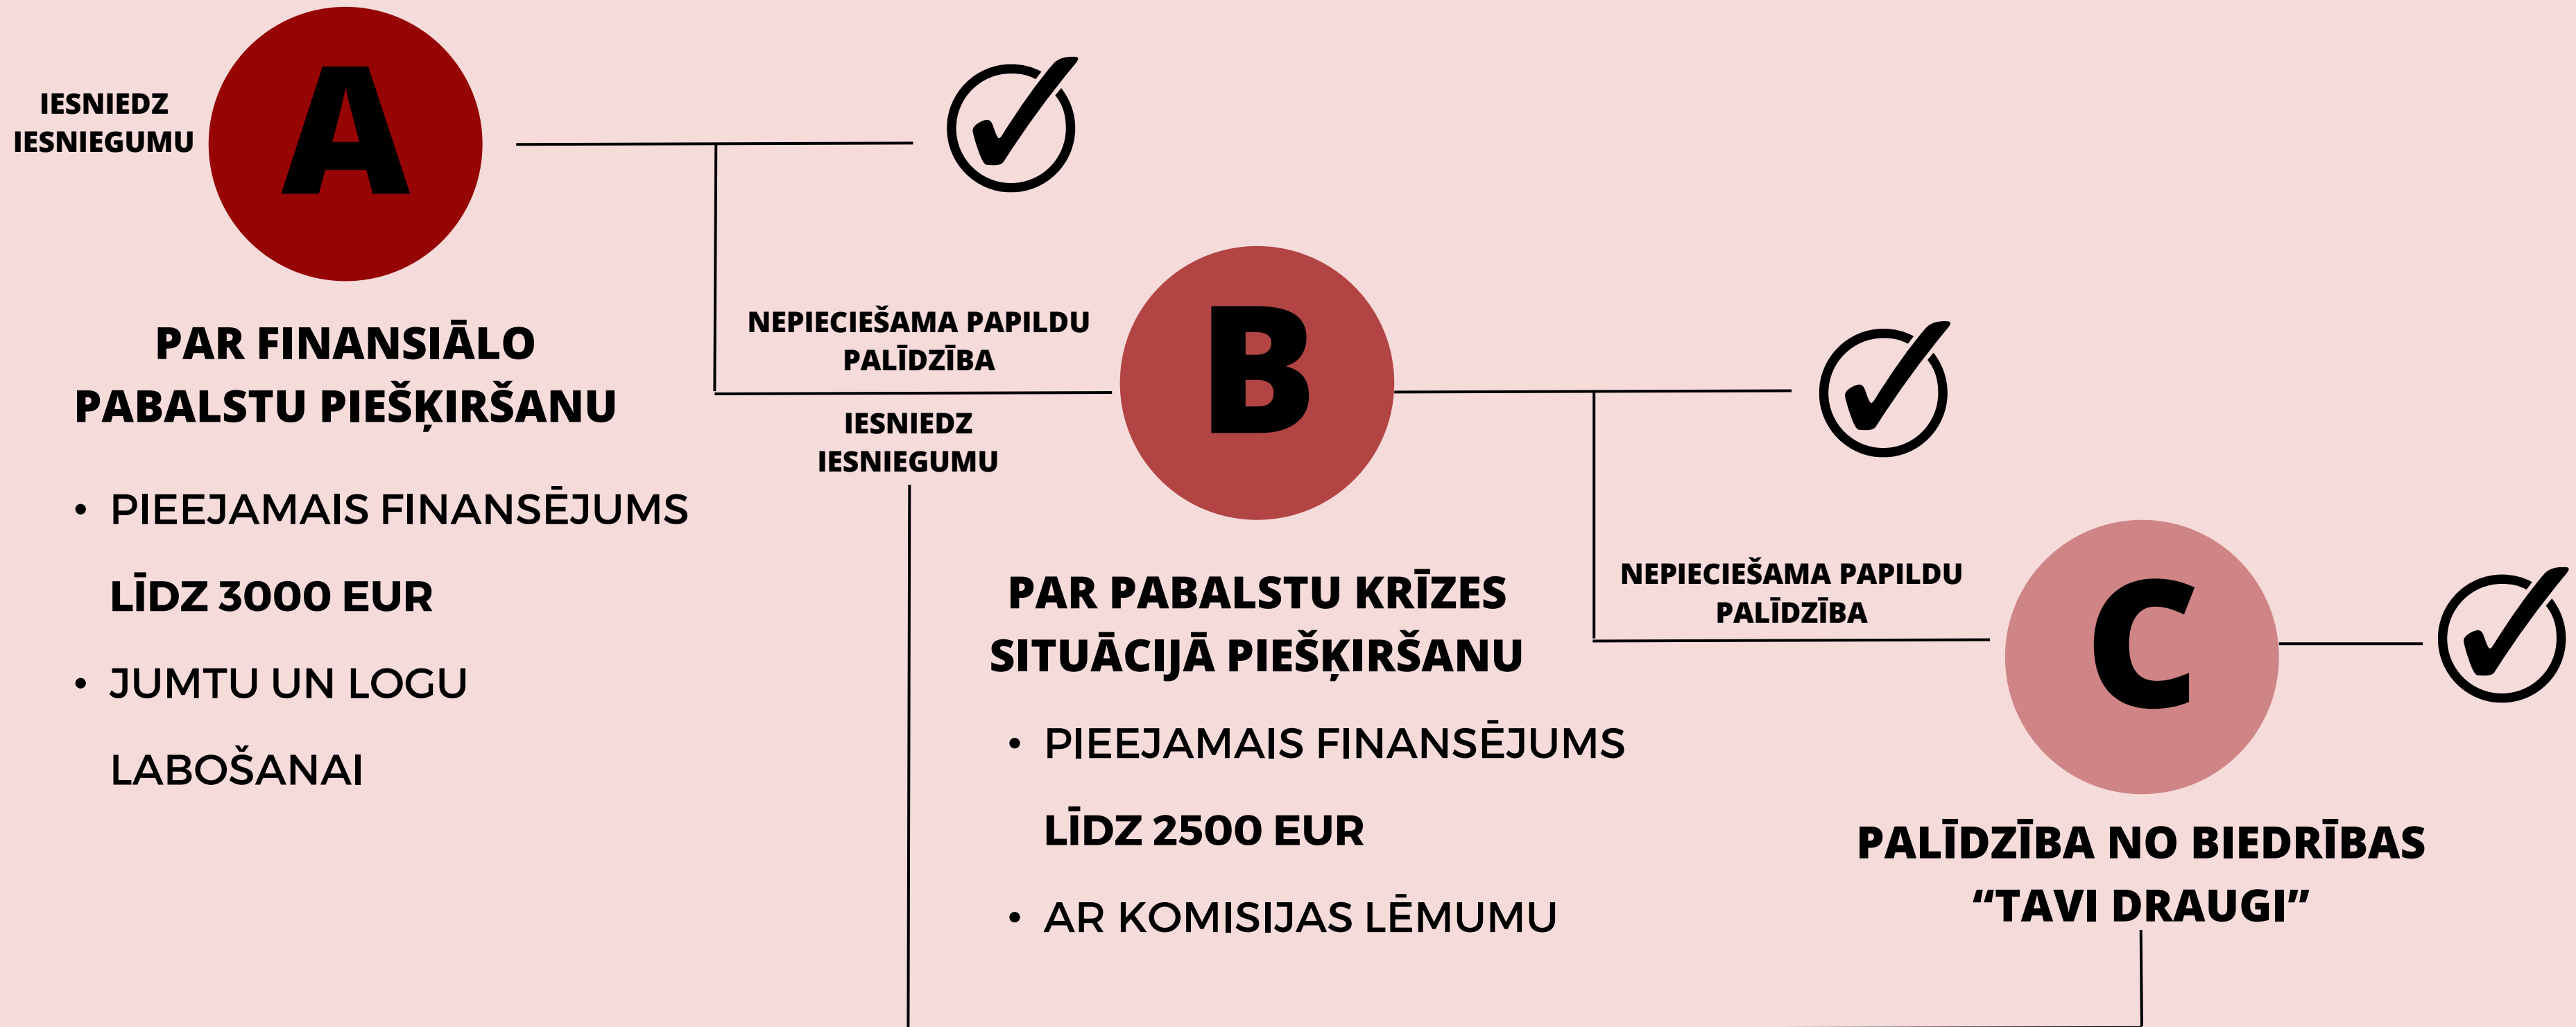 IESNIEDZ
IESNIEGUMU
A
PAR FINANSIĀLO
PABALSTU PIEŠĶIRŠANU
• PIEEJAMAIS FINANSĒJUMS
LĪDZ 3000 EUR
• JUMTU UN LOGU
LABOŠANAI
NEPIECIEŠAMA PAPILDU
PALĪDZĪBA
IESNIEDZ
IESNIEGUMU
B
PAR PABALSTU KRĪZES
SITUĀCIJĀ PIEŠĶIRŠANU
• PIEEJAMAIS FINANSĒJUMS
LĪDZ 2500 EUR
• AR KOMISIJAS LĒMUMU
NEPIECIEŠAMA PAPILDU
PALĪDZĪBA
C
PALĪDZĪBA NO BIEDRĪBAS
“TAVI DRAUGI”